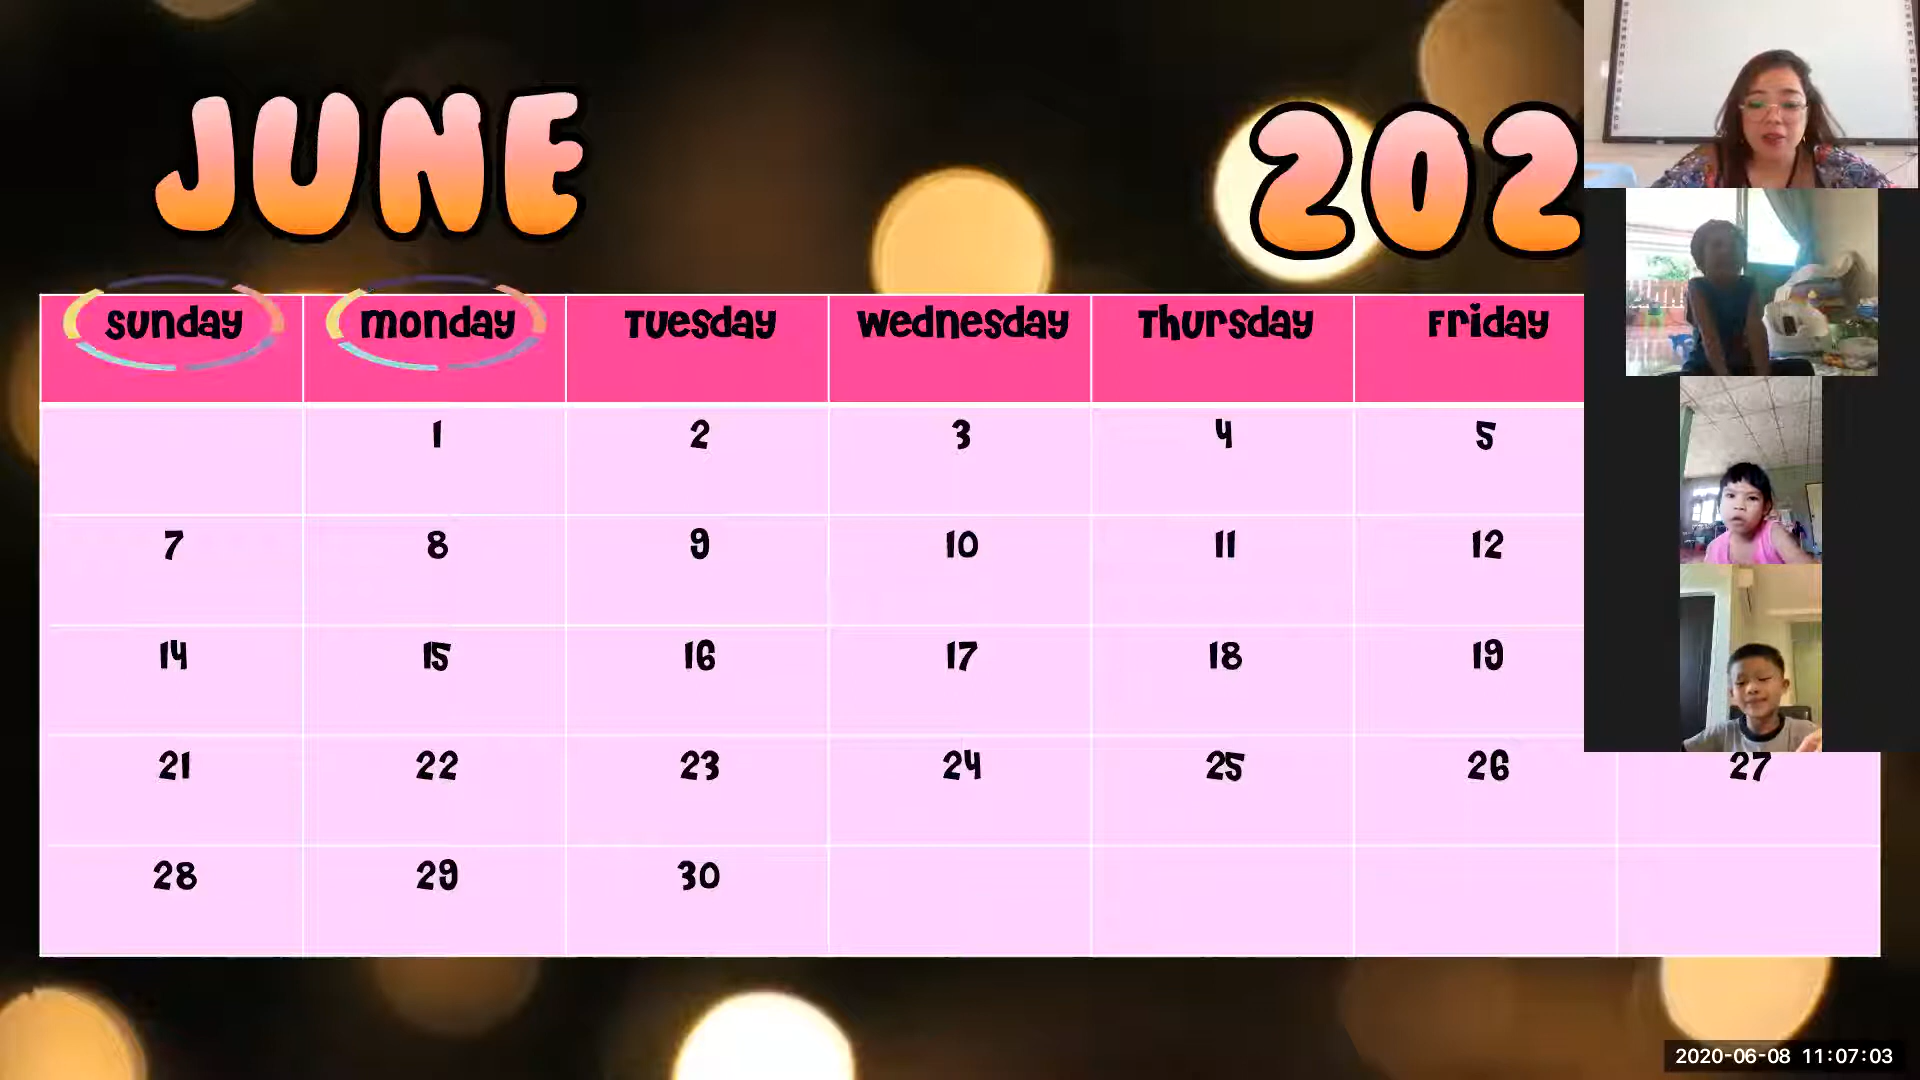 JUNE 202
Sunday Monday Tuesday Wednesday Thursday Friday
1 2 3 4 5
7 8 9 10 11 12
14 15 16 17 18 19
21 22 23 24 25 26 27
28 29 30
2020-06-08 11:07:03